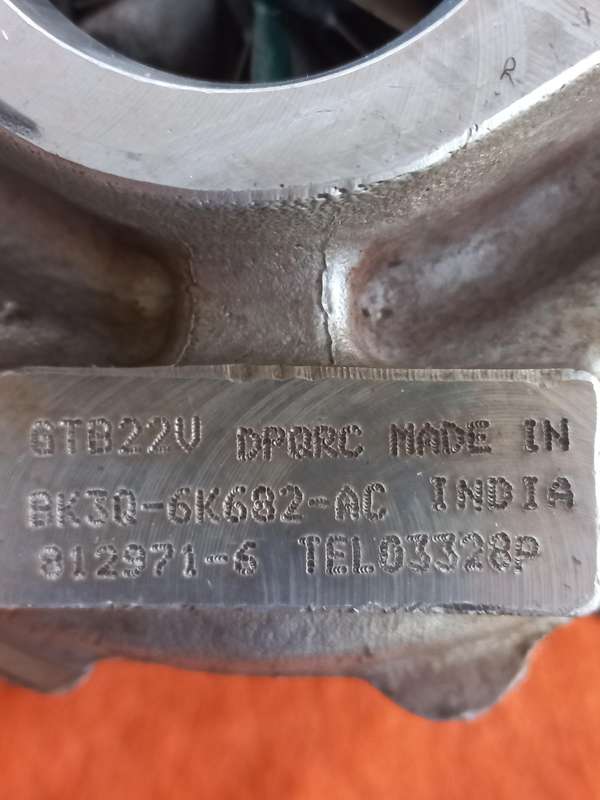 R
GTB22V DPQRC MADE IN
BK3Q-6K682-AC INDIA
812971-6 TEL03328P